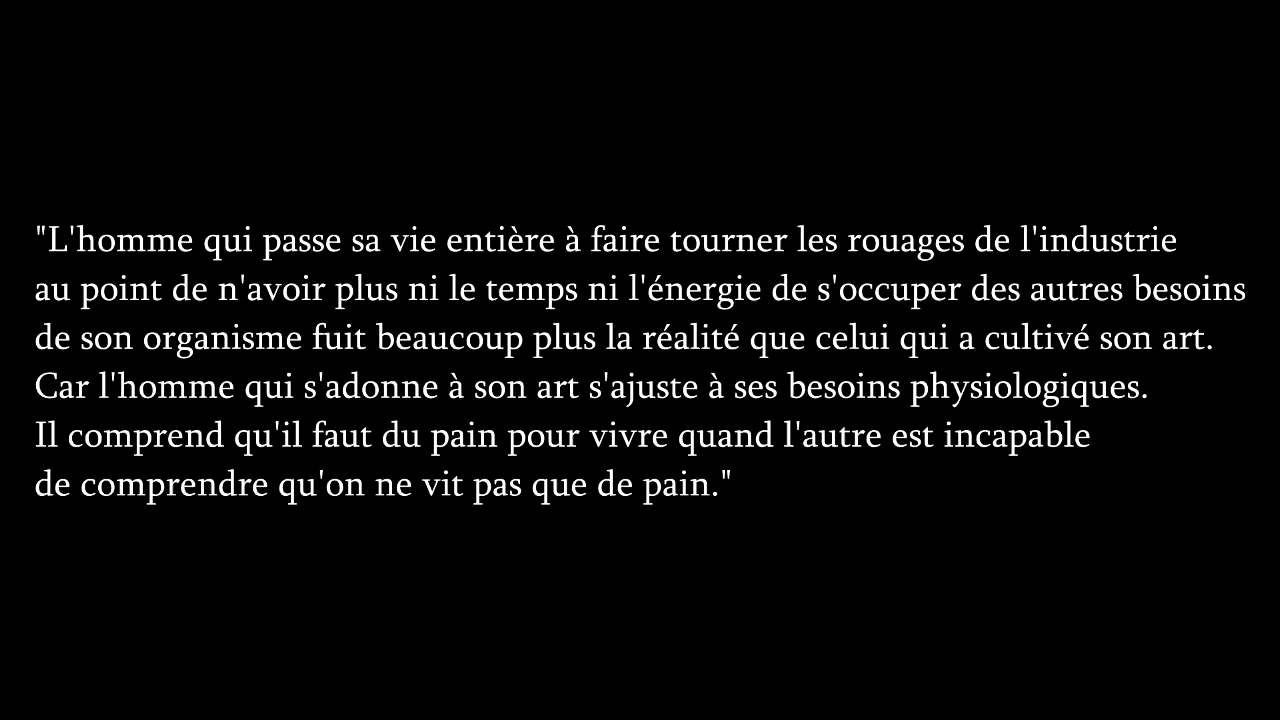 "L'homme qui passe sa vie entière à faire tourner les rouages de l'industrie
au point de n'avoir plus ni le temps ni l'énergie de s'occuper des autres besoins
de son organisme fuit beaucoup plus la réalité que celui qui a cultivé son art.
Car l'homme qui s'adonne à son art s'ajuste à ses besoins physiologiques.
Il comprend qu'il faut du pain pour vivre quand l'autre est incapable
de comprendre qu'on ne vit pas que de pain."